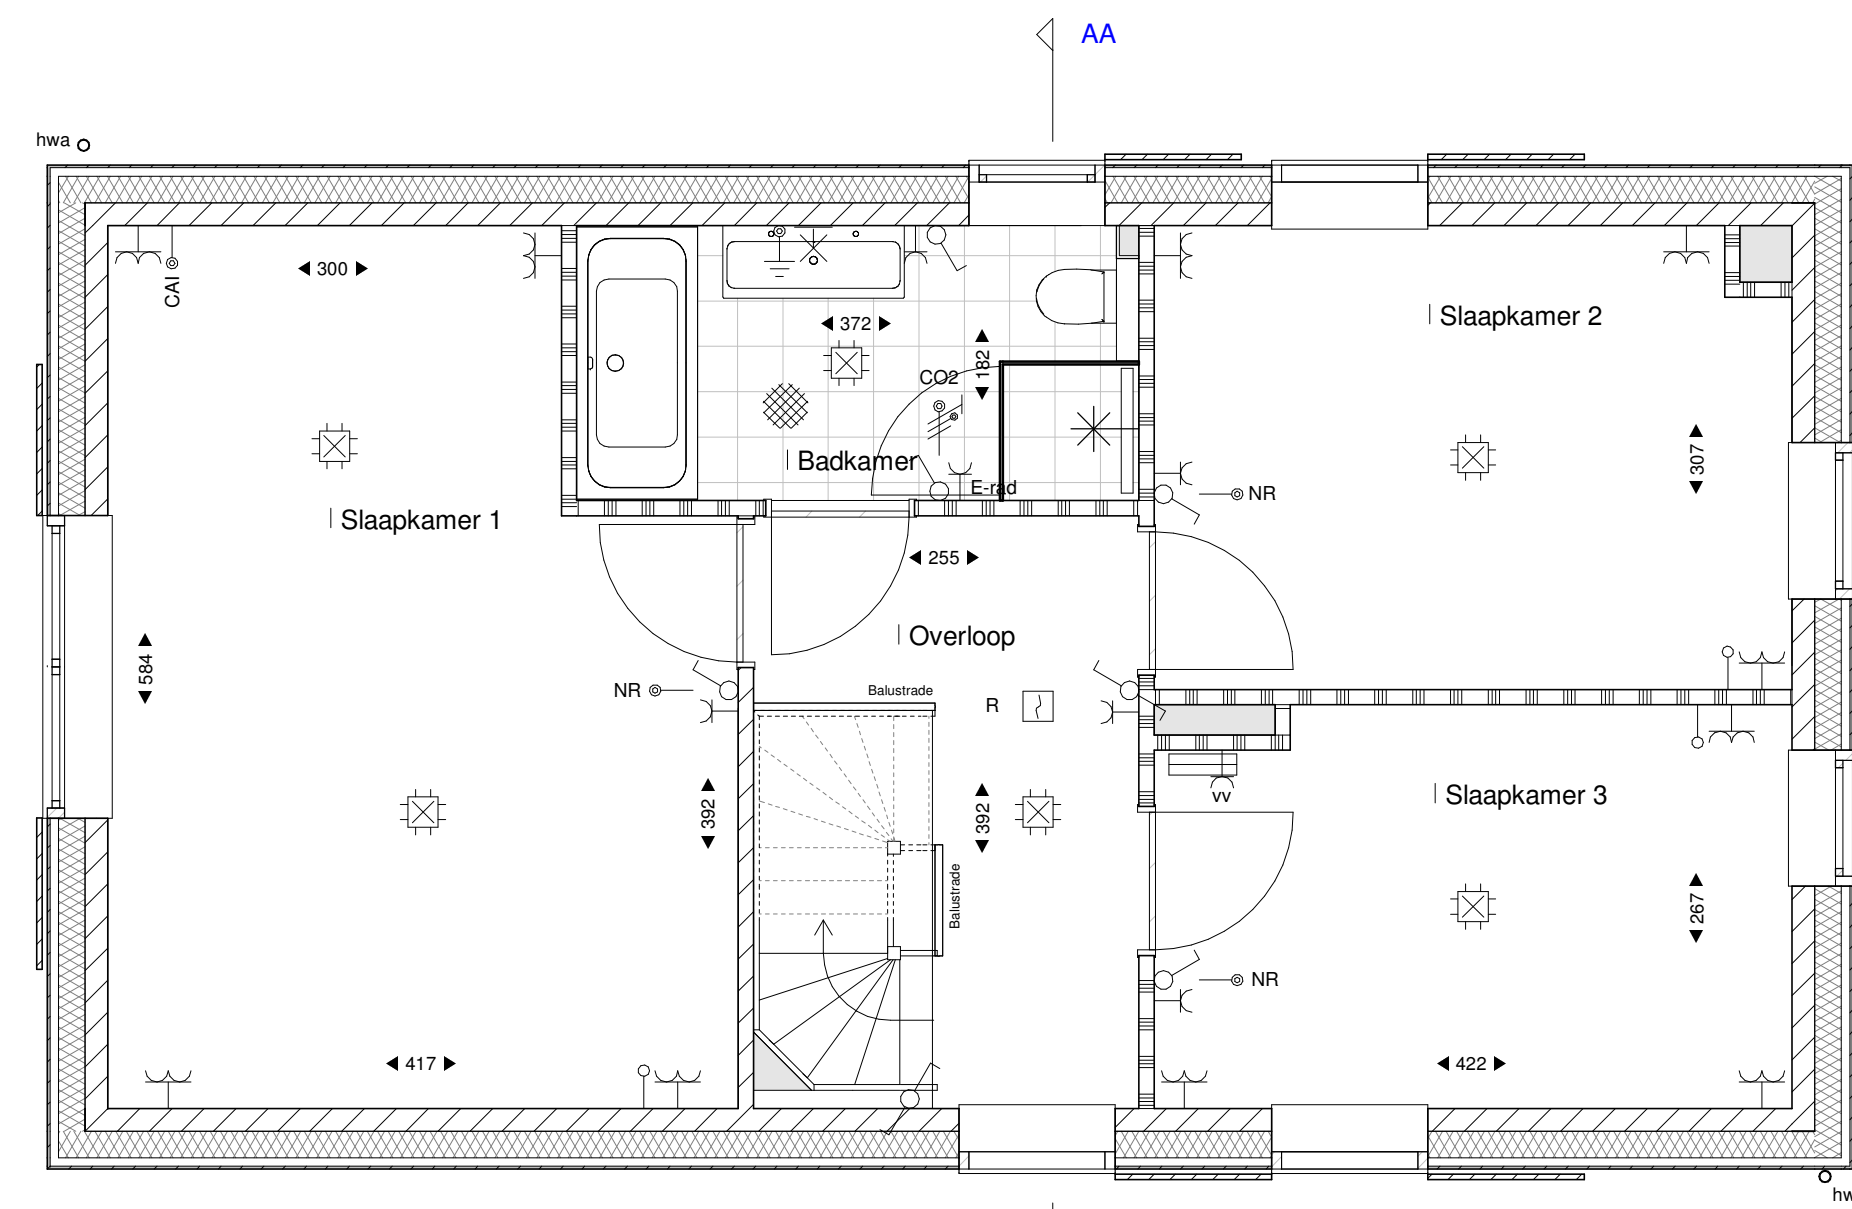 AA
hwa
CAI
300
372
182
CO2
Slaapkamer 2
307
Badkamer
E-rad
NR
Slaapkamer 1
255
Overloop
584
NR
Balustrade
R
392
392
vv
Slaapkamer 3
Balustrade
267
NR
417
422
hw